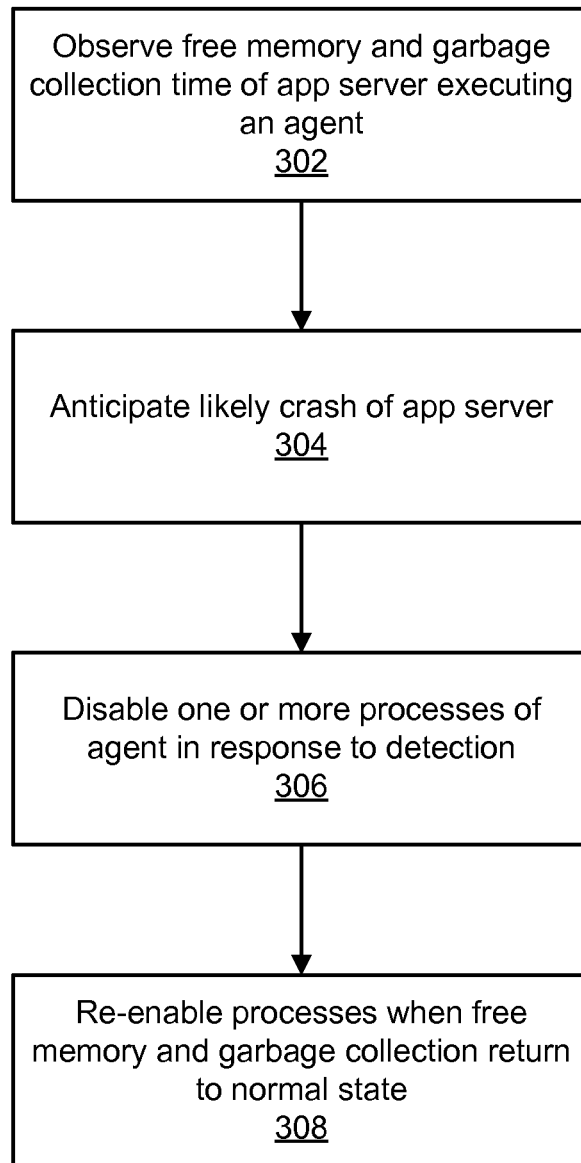 Observe free memory and garbage
collection time of app server executing
an agent
302
Anticipate likely crash of app server
304
Disable one or more processes of
agent in response to detection
306
Re-enable processes when free
memory and garbage collection return
to normal state
308